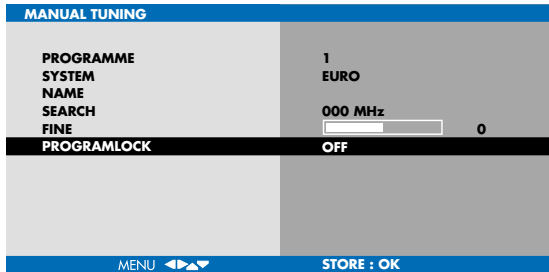 MANUAL TUNING
PROGRAMME 1
SYSTEM EURO
NAME
SEARCH 000 MHz
FINE 0
PROGRAMLOCK OFF
MENU ◀▶▲▼ STORE : OK